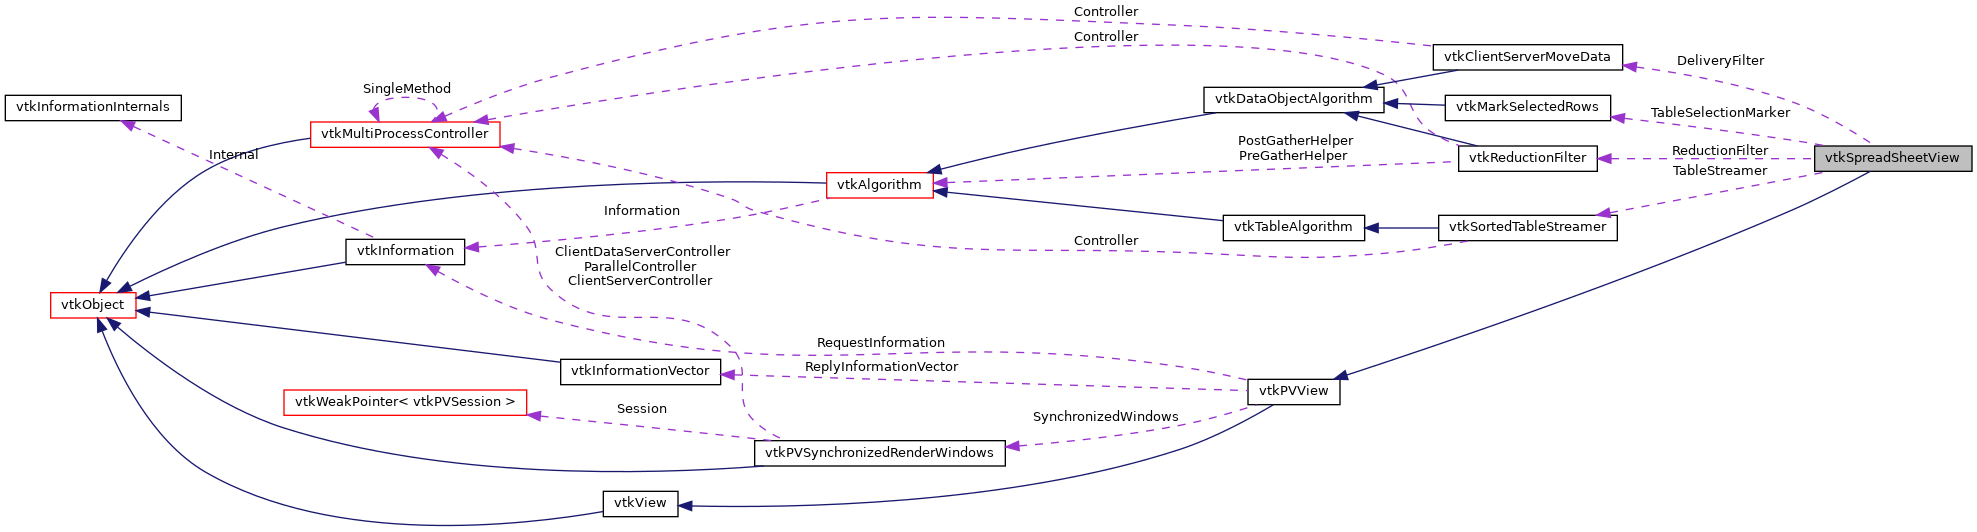 Controller
Controller
vtkClientServerMoveData
DeliveryFilter
SingleMethod
vtkInformationInternals
vtkDataObjectAlgorithm
vtkMarkSelectedRows
TableSelectionMarker
vtkMultiProcessController
Internal
PostGatherHelper
PreGatherHelper
vtkReductionFilter
ReductionFilter
TableStreamer
vtkSpreadSheetView
vtkAlgorithm
Information
vtkTableAlgorithm
vtkSortedTableStreamer
Controller
vtkInformation
ClientDataServerController
ParallelController
ClientServerController
vtkObject
RequestInformation
vtkInformationVector
ReplyInformationVector
vtkPVView
vtkWeakPointer< vtkPVSession >
Session
SynchronizedWindows
vtkPVSynchronizedRenderWindows
vtkView